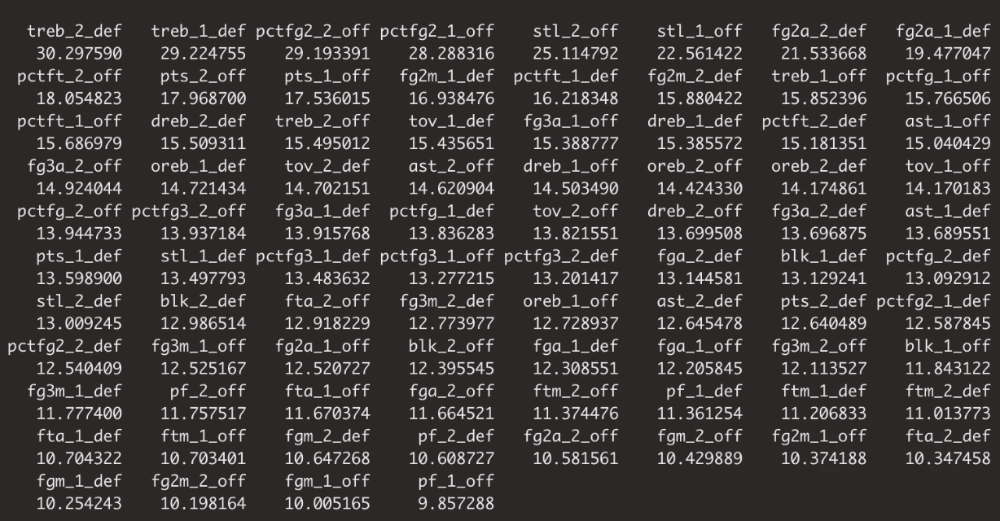 treb_2_def treb_1_def pctfg2_2_off pctfg2_1_off stl_2_off stl_1_off fg2a_2_def fg2a_1_def
30.297590 29.224755 29.193391 28.288316 25.114792 22.561422 21.533668 19.477047
pctft_2_off pts_2_off pts_1_off fg2m_1_def pctft_1_def fg2m_2_def treb_1_off pctfg_1_off
18.054823 17.968700 17.536015 16.938476 16.218348 15.880422 15.852396 15.766506
pctft_1_off dreb_2_def treb_2_off tov_1_def fg3a_1_off dreb_1_def pctft_2_def ast_1_off
15.686979 15.509311 15.495012 15.435651 15.388777 15.385572 15.181351 15.040429
fg3a_2_off oreb_1_def tov_2_def ast_2_off dreb_1_off oreb_2_off oreb_2_def tov_1_off
14.924044 14.721434 14.702151 14.620904 14.503490 14.424330 14.174861 14.170183
pctfg_2_off pctfg3_2_off fg3a_1_def pctfg_1_def tov_2_off dreb_2_off fg3a_2_def ast_1_def
13.944733 13.937184 13.915768 13.836283 13.821551 13.699508 13.696875 13.689551
pts_1_def stl_1_def pctfg3_1_def pctfg3_1_off pctfg3_2_def fga_2_def blk_1_def pctfg_2_def
13.598900 13.497793 13.483632 13.277215 13.201417 13.144581 13.129241 13.092912
stl_2_def blk_2_def fta_2_off fg3m_2_def oreb_1_off ast_2_def pts_2_def pctfg2_1_def
13.009245 12.986514 12.918229 12.773977 12.728937 12.645478 12.640489 12.587845
pctfg2_2_def fg3m_1_off fg2a_1_off blk_2_off fga_1_def fga_1_off fg3m_2_off blk_1_off
12.540409 12.525167 12.520727 12.395545 12.308551 12.205845 12.113527 11.843122
fg3m_1_def pf_2_off fta_1_off fga_2_off ftm_2_off pf_1_def ftm_1_def ftm_2_def
11.777400 11.757517 11.670374 11.664521 11.374476 11.361254 11.206833 11.013773
fta_1_def ftm_1_off fgm_2_def pf_2_def fg2a_2_off fgm_2_off fg2m_1_off fta_2_def
10.704322 10.703401 10.647268 10.608727 10.581561 10.429889 10.374188 10.347458
fgm_1_def fg2m_2_off fgm_1_off pf_1_off
10.254243 10.198164 10.005165 9.857288